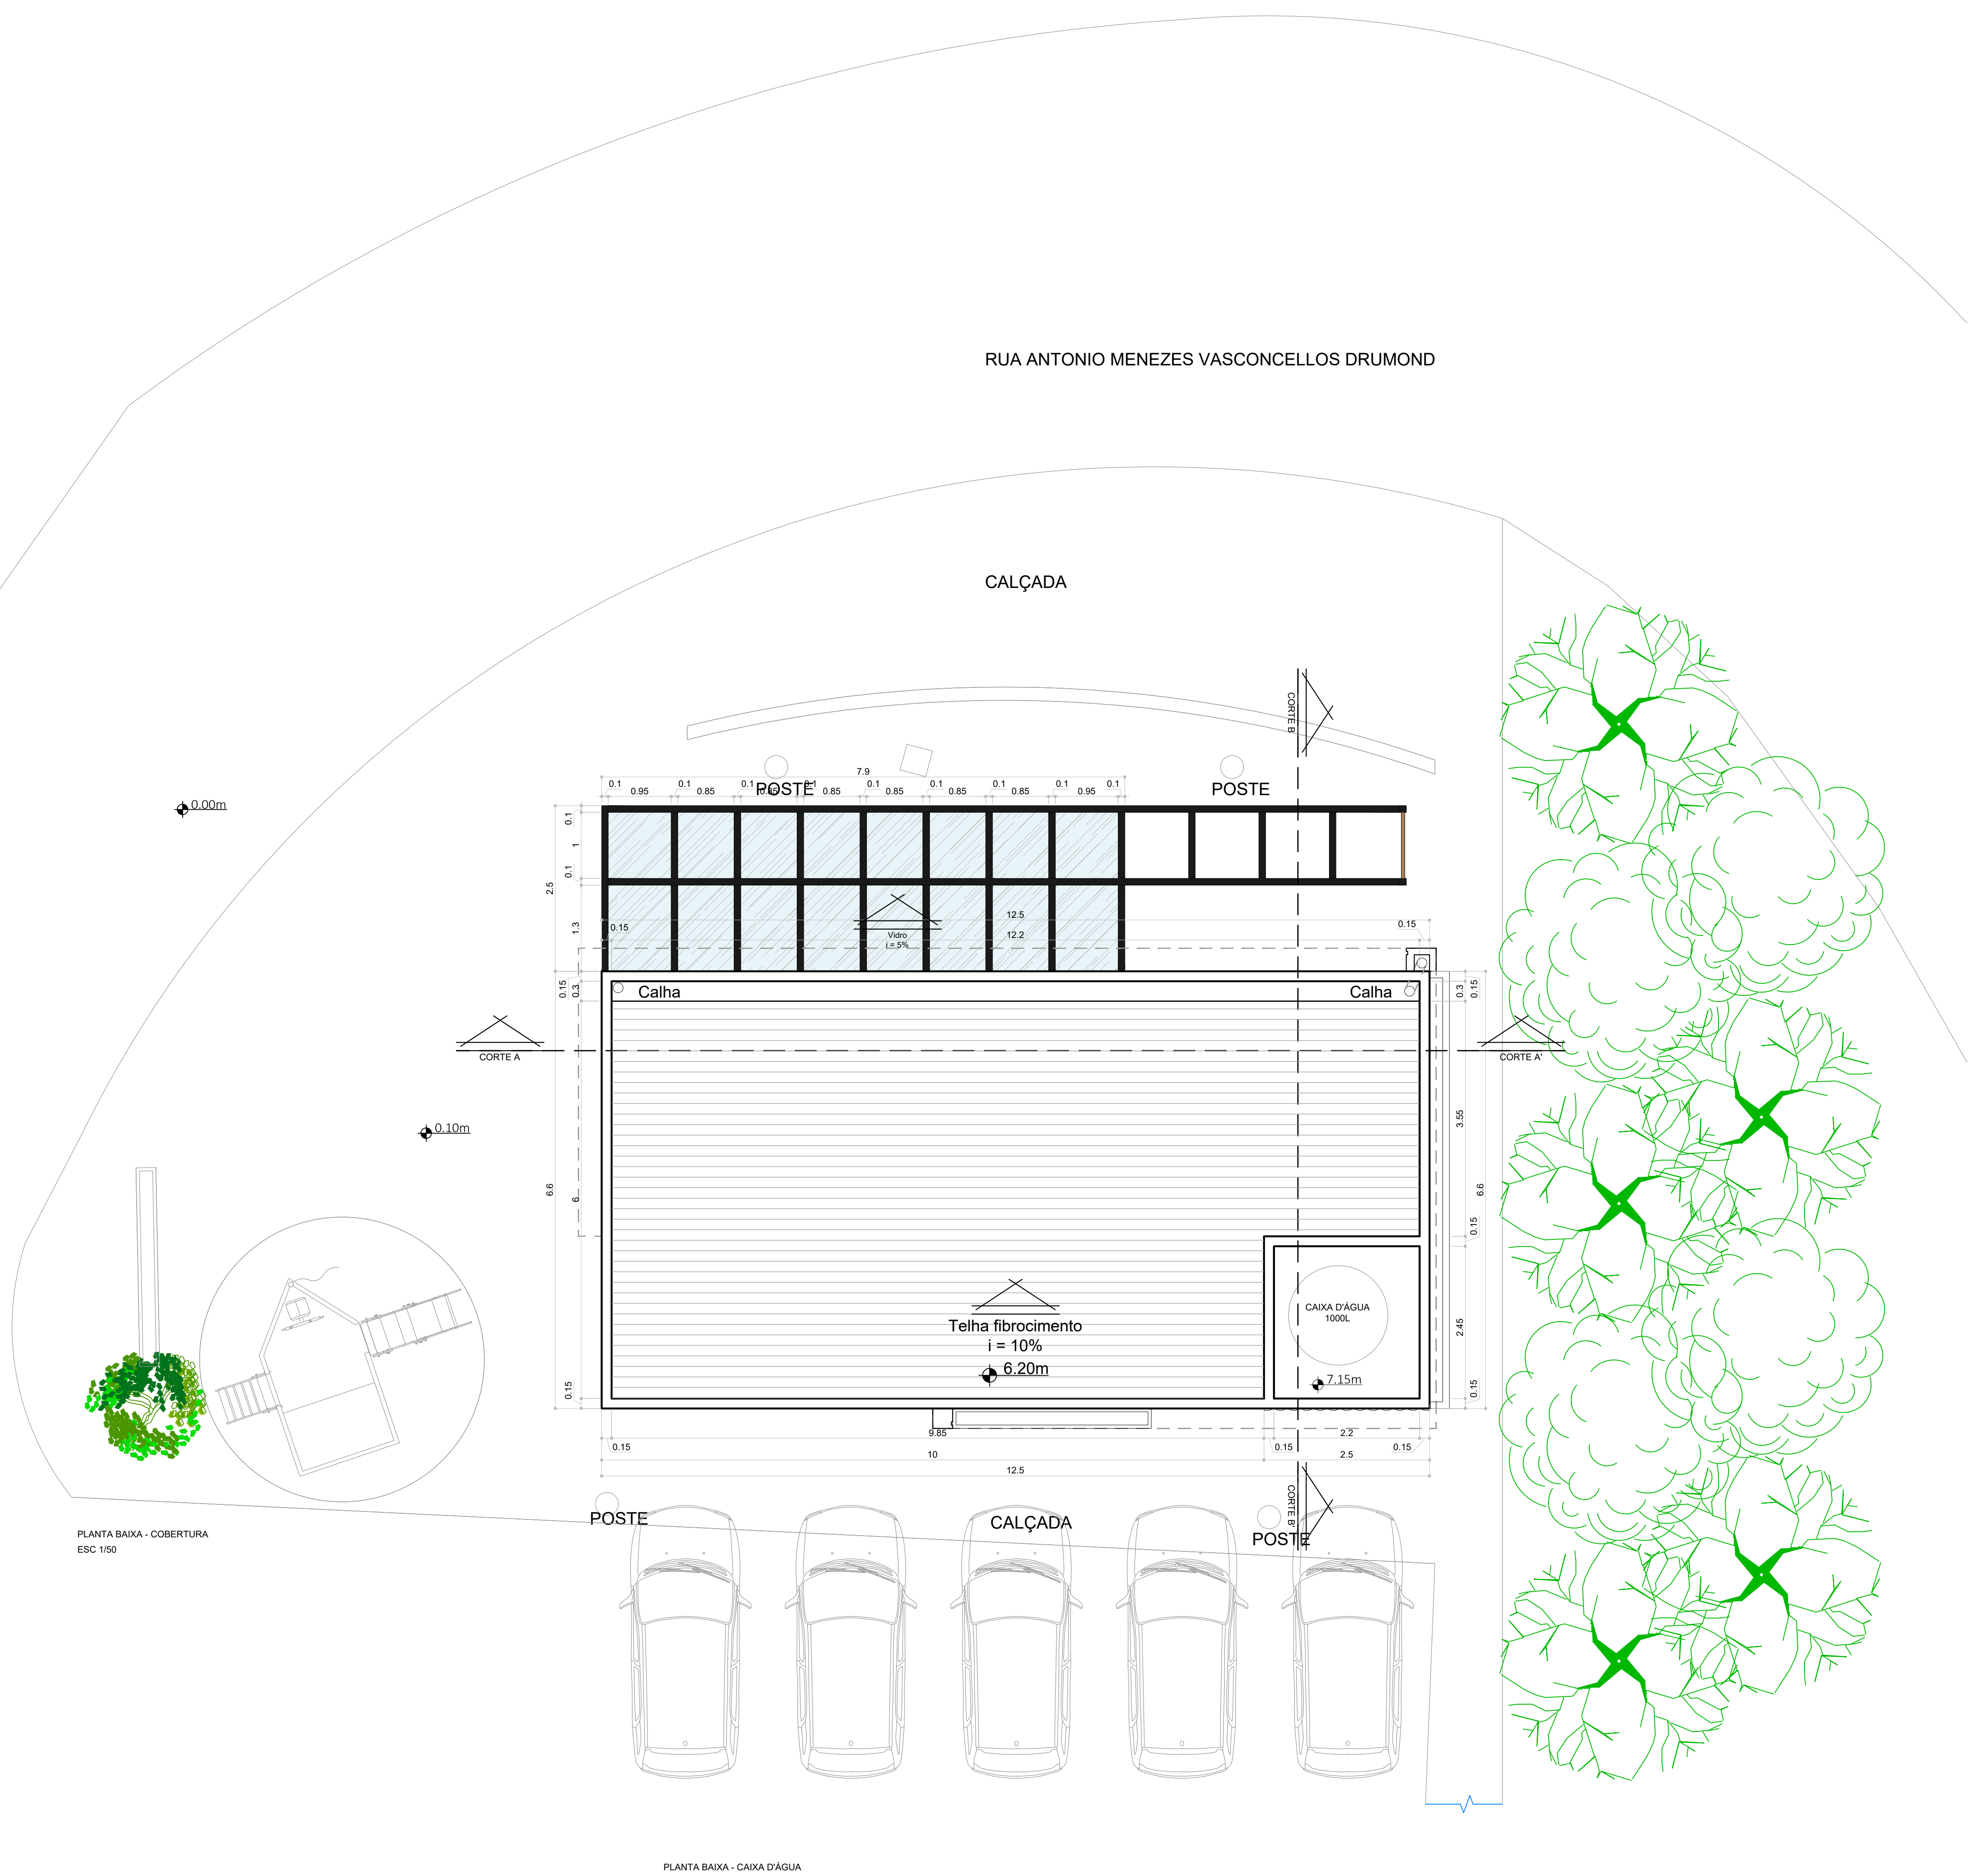 RUA ANTONIO MENEZES VASCONCELLOS DRUMOND
CALÇADA
CORTE B
7.9
POSTE
POSTE
0.1 0.1 0.1 0.1 0.1 0.1 0.1 0.1 0.1
0.95 0.85 0.85 0.85 0.85 0.85 0.85 0.95
0.00m
0.1
1
0.1
2.5
1.3
12.5
0.15
0.15
12.2
Vidro
i = 5%
0.15
0.3
Calha
Calha
0.3
0.15
CORTE A
CORTE A'
3.55
0.10m
6.6
6
6.6
0.15
CAIXA D'ÁGUA
1000L
Telha fibrocimento
i = 10%
2.45
6.20m
7.15m
0.15
0.15
9.85
2.2
0.15
0.15
0.15
10
2.5
12.5
CORTE B'
POSTE
CALÇADA
POSTE
PLANTA BAIXA - COBERTURA
ESC 1/50
PLANTA BAIXA - CAIXA D'ÁGUA